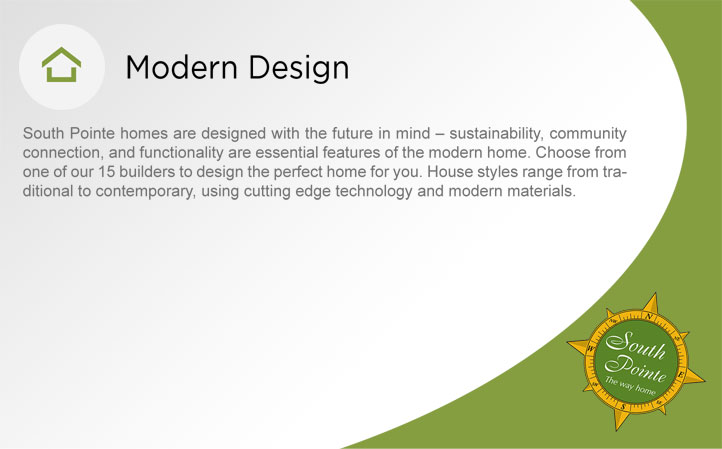 Modern Design
South Pointe homes are designed with the future in mind – sustainability, community
connection, and functionality are essential features of the modern home. Choose from
one of our 15 builders to design the perfect home for you. House styles range from tra-
ditional to contemporary, using cutting edge technology and modern materials.
N
W
E
S
South
Pointe
The way home